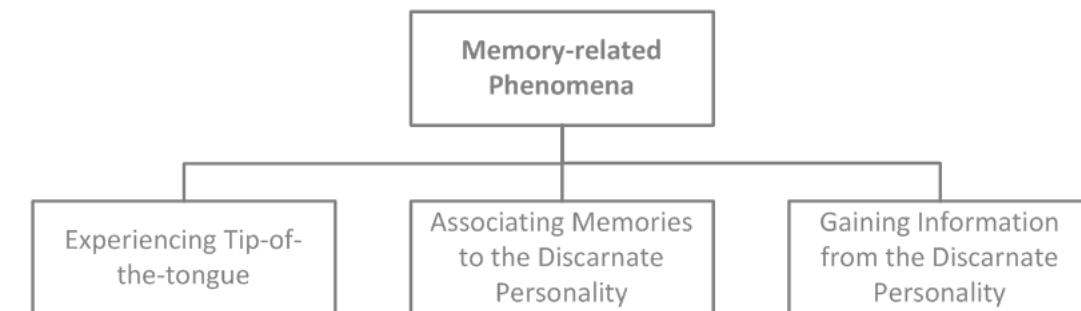 Memory-related
Phenomena
Experiencing Tip-of-
the-tongue
Associating Memories
to the Discarnate
Personality
Gaining Information
from the Discarnate
Personality